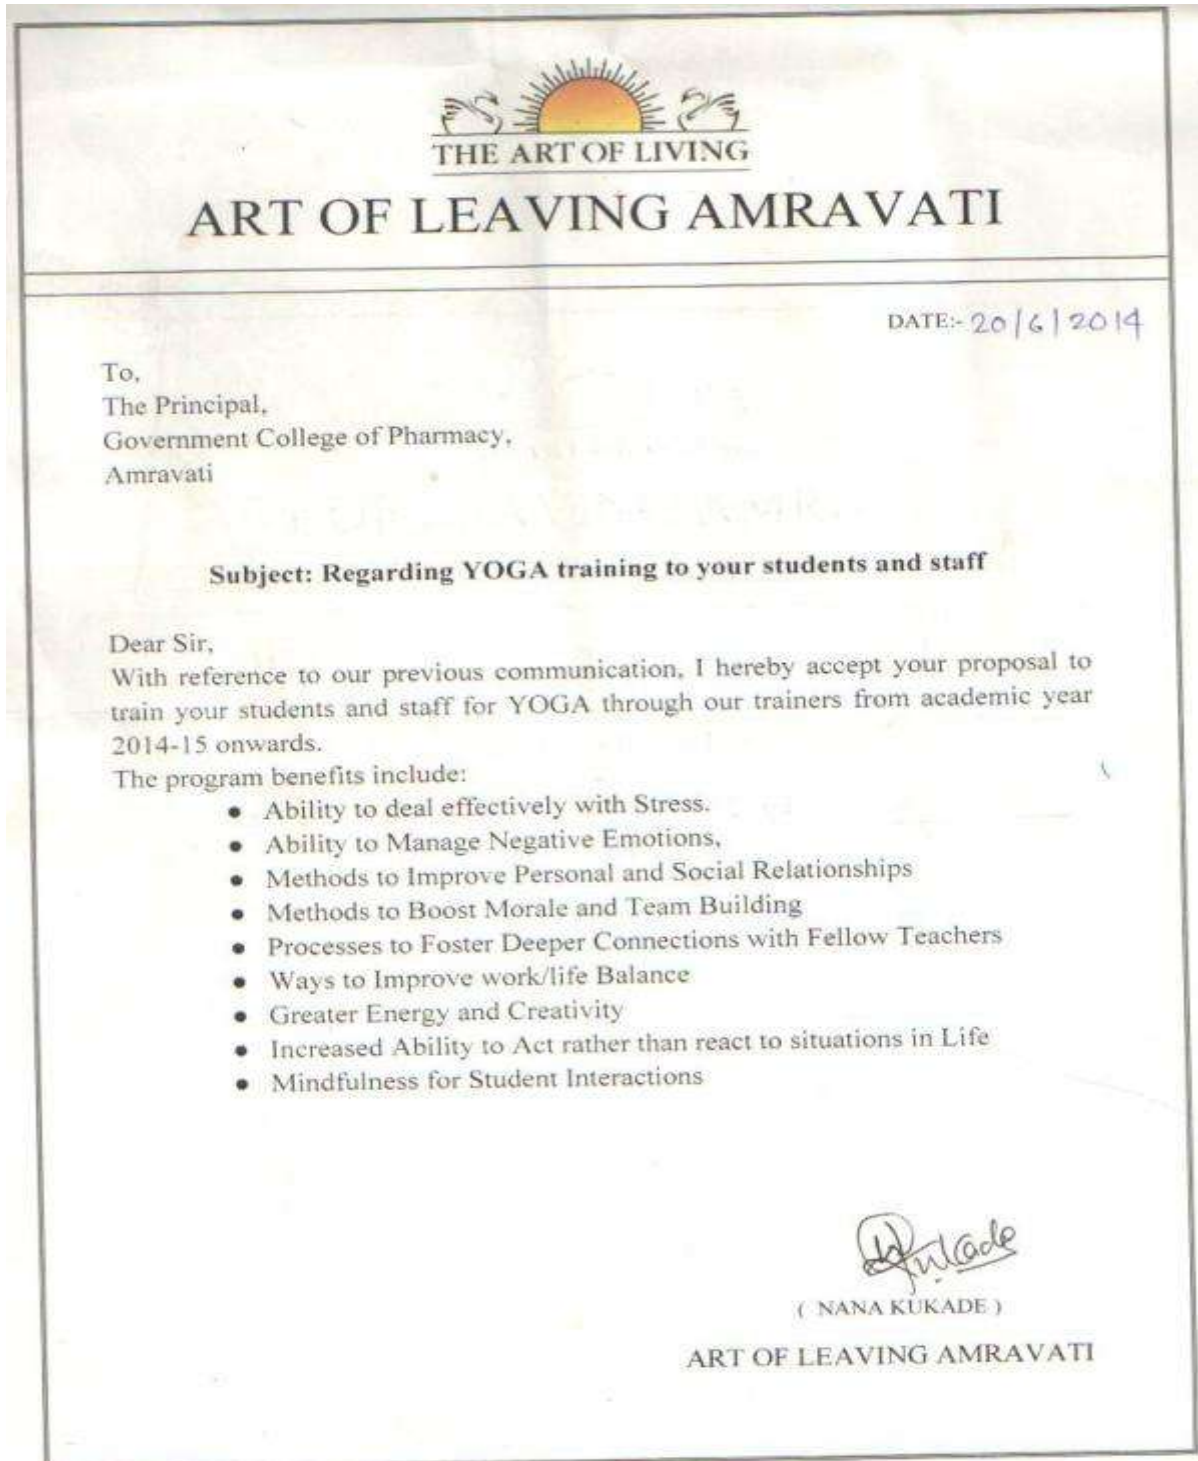 THE ART OF LIVING
ART OF LEAVING AMRAVATI
DATE:- 20/6/2014
To,
The Principal,
Government College of Pharmacy,
Amravati
Subject: Regarding YOGA training to your students and staff
Dear Sir,
With reference to our previous communication, I hereby accept your proposal to
train your students and staff for YOGA through our trainers from academic year
2014-15 onwards.
The program benefits include:
● Ability to deal effectively with Stress.
● Ability to Manage Negative Emotions,
● Methods to Improve Personal and Social Relationships
● Methods to Boost Morale and Team Building
● Processes to Foster Deeper Connections with Fellow Teachers
● Ways to Improve work/life Balance
● Greater Energy and Creativity
● Increased Ability to Act rather than react to situations in Life
● Mindfulness for Student Interactions
Kukade
( NANA KUKADE )
ART OF LEAVING AMRAVATI